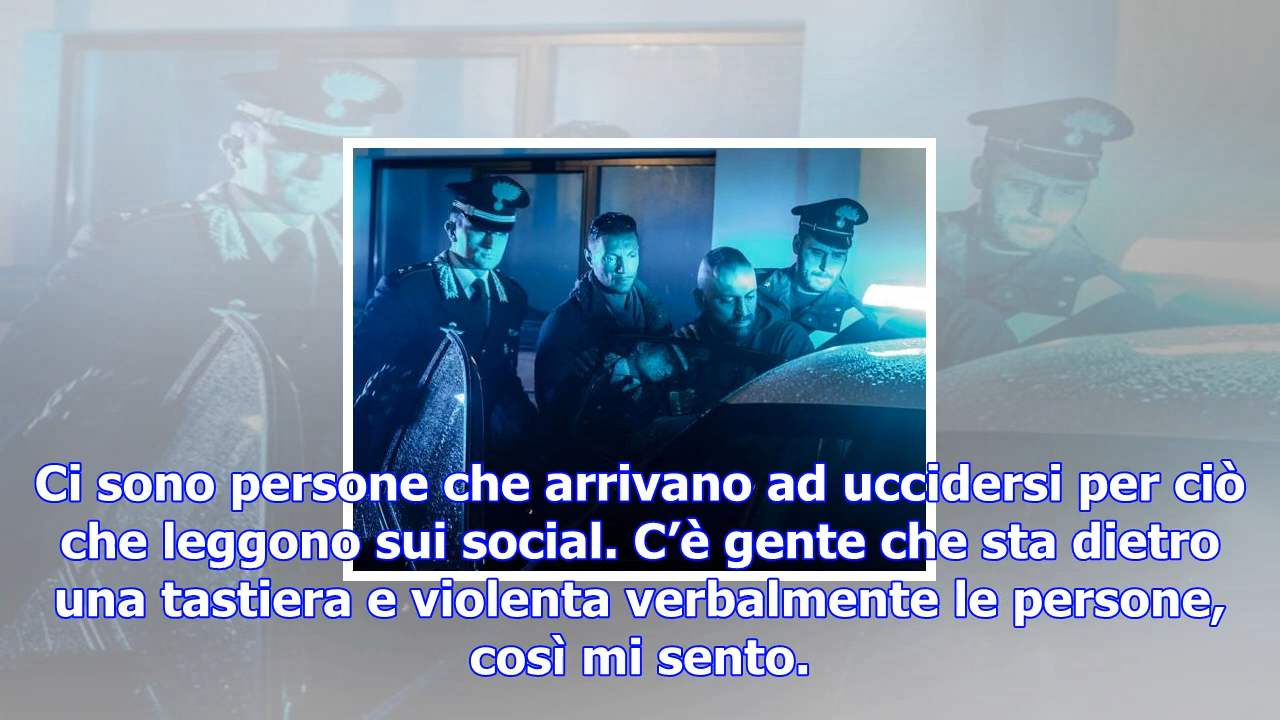 Ci sono persone che arrivano ad uccidersi per ciò
che leggono sui social. C’è gente che sta dietro
una tastiera e violenta verbalmente le persone,
così mi sento.